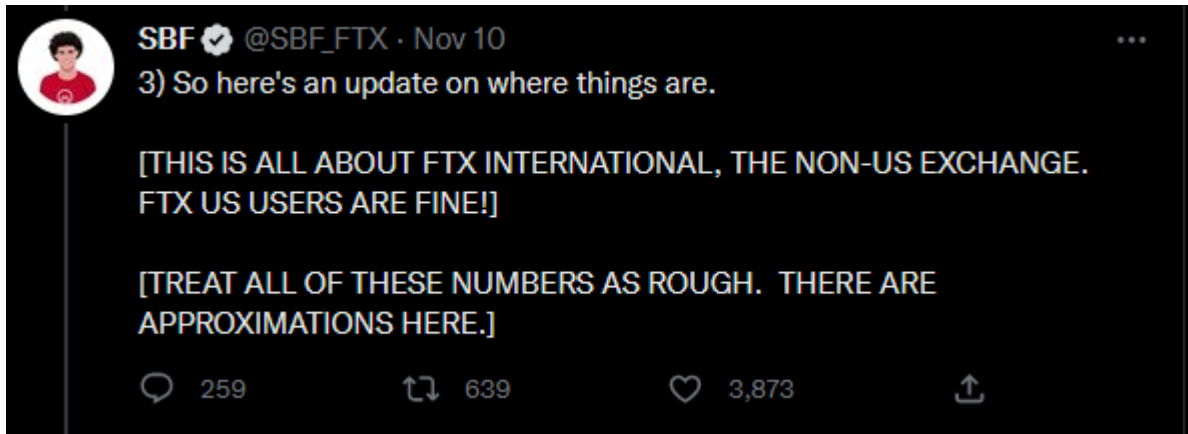 SBF @SBF_FTX · Nov 10
3) So here's an update on where things are.
[THIS IS ALL ABOUT FTX INTERNATIONAL, THE NON-US EXCHANGE.
FTX US USERS ARE FINE!]
[TREAT ALL OF THESE NUMBERS AS ROUGH.  THERE ARE
APPROXIMATIONS HERE.]
259 639 3,873